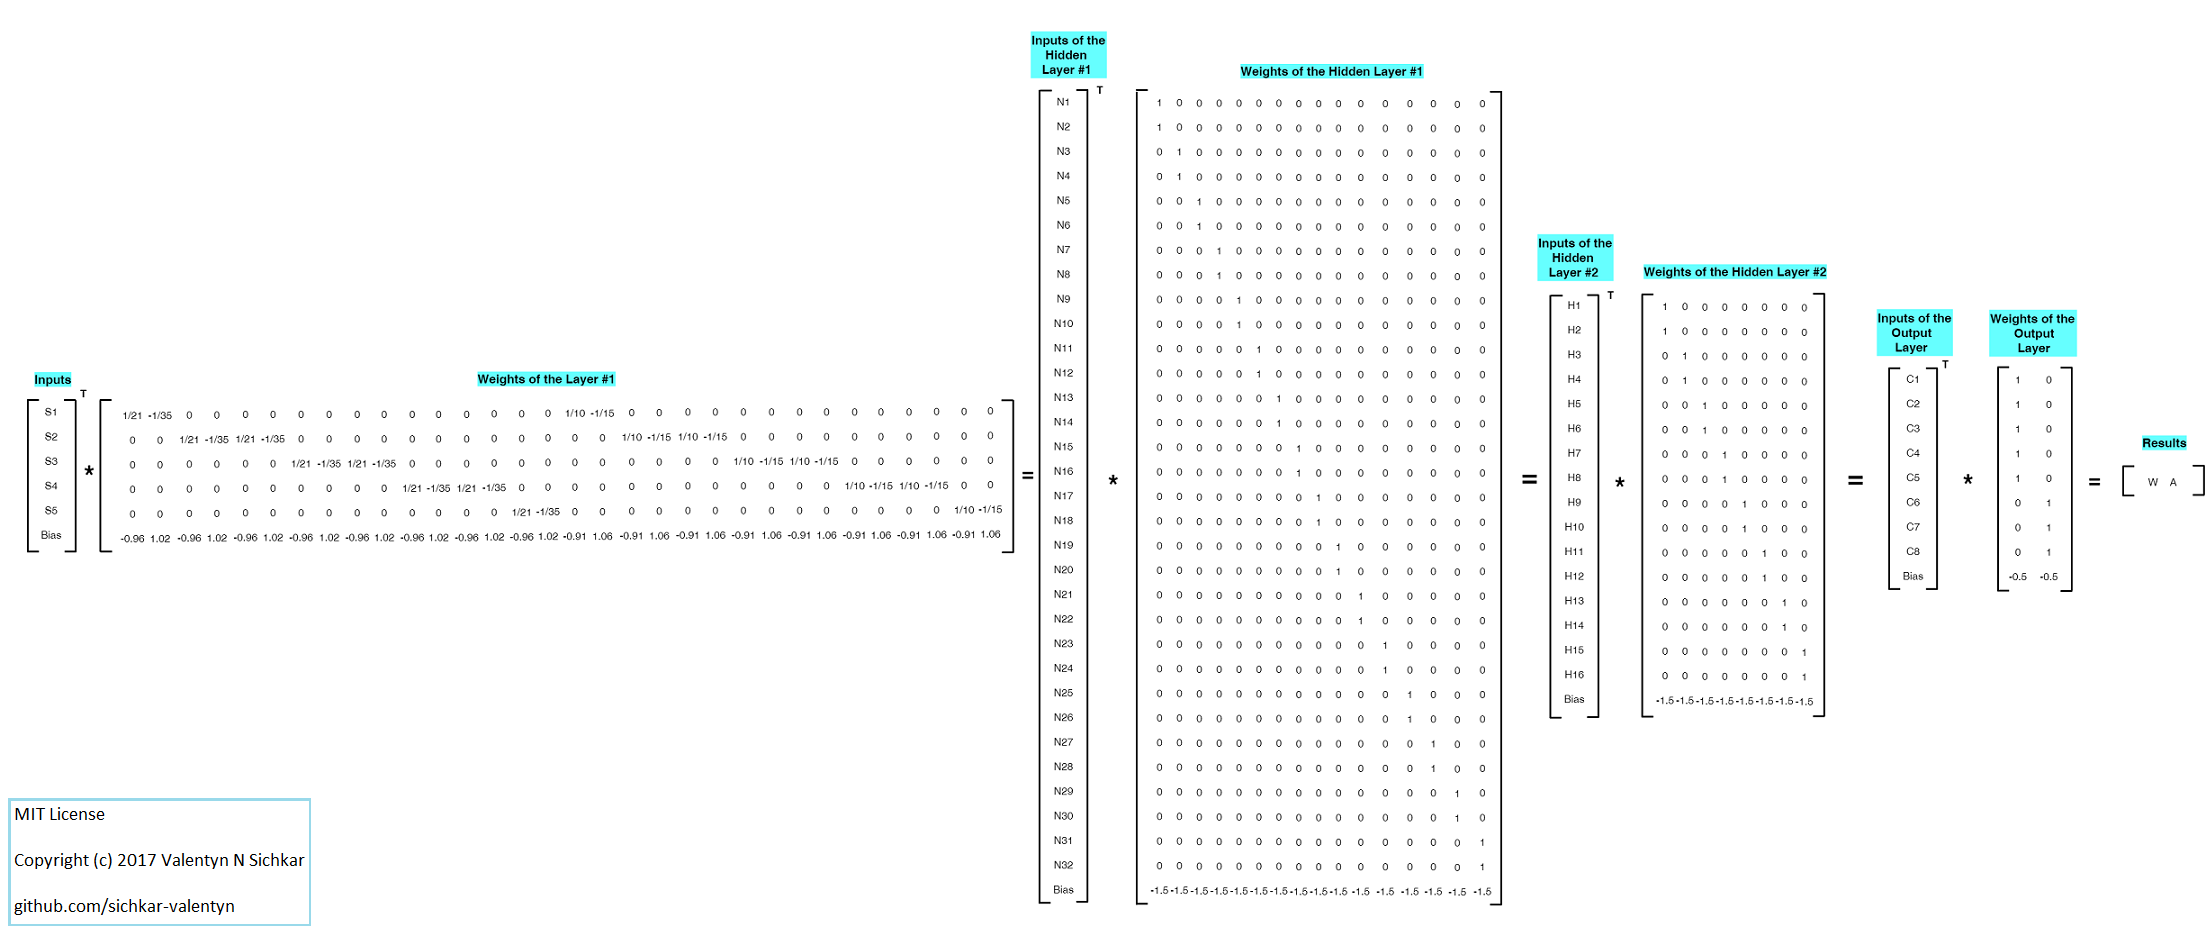 Inputs
T
S1
S2
S3
S4
S5
Bias
*
Weights of the Layer #1
1/21 -1/35 0 0 0 0 0 0 0 0 0 0 0 0 0 0 1/10 -1/15 0 0 0 0 0 0 0 0 0 0 0 0 0 0
0 0 1/21 -1/35 1/21 -1/35 0 0 0 0 0 0 0 0 0 0 0 0 1/10 -1/15 1/10 -1/15 0 0 0 0 0 0 0 0 0 0
0 0 0 0 0 0 1/21 -1/35 1/21 -1/35 0 0 0 0 0 0 0 0 0 0 0 0 1/10 -1/15 1/10 -1/15 0 0 0 0 0 0
0 0 0 0 0 0 0 0 0 0 1/21 -1/35 1/21 -1/35 0 0 0 0 0 0 0 0 0 0 0 0 1/10 -1/15 1/10 -1/15 0 0
0 0 0 0 0 0 0 0 0 0 0 0 0 0 1/21 -1/35 0 0 0 0 0 0 0 0 0 0 0 0 0 0 1/10 -1/15
-0.96 1.02 -0.96 1.02 -0.96 1.02 -0.96 1.02 -0.96 1.02 -0.96 1.02 -0.96 1.02 -0.96 1.02 -0.91 1.06 -0.91 1.06 -0.91 1.06 -0.91 1.06 -0.91 1.06 -0.91 1.06 -0.91 1.06 -0.91 1.06
=
Inputs of the
Hidden
Layer #1
T
N1
N2
N3
N4
N5
N6
N7
N8
N9
N10
N11
N12
N13
N14
N15
N16
N17
N18
N19
N20
N21
N22
N23
N24
N25
N26
N27
N28
N29
N30
N31
N32
Bias
*
Weights of the Hidden Layer #1
1 0 0 0 0 0 0 0 0 0 0 0 0 0 0 0
1 0 0 0 0 0 0 0 0 0 0 0 0 0 0 0
0 1 0 0 0 0 0 0 0 0 0 0 0 0 0 0
0 1 0 0 0 0 0 0 0 0 0 0 0 0 0 0
0 0 1 0 0 0 0 0 0 0 0 0 0 0 0 0
0 0 1 0 0 0 0 0 0 0 0 0 0 0 0 0
0 0 0 1 0 0 0 0 0 0 0 0 0 0 0 0
0 0 0 1 0 0 0 0 0 0 0 0 0 0 0 0
0 0 0 0 1 0 0 0 0 0 0 0 0 0 0 0
0 0 0 0 1 0 0 0 0 0 0 0 0 0 0 0
0 0 0 0 0 1 0 0 0 0 0 0 0 0 0 0
0 0 0 0 0 1 0 0 0 0 0 0 0 0 0 0
0 0 0 0 0 0 1 0 0 0 0 0 0 0 0 0
0 0 0 0 0 0 1 0 0 0 0 0 0 0 0 0
0 0 0 0 0 0 0 1 0 0 0 0 0 0 0 0
0 0 0 0 0 0 0 1 0 0 0 0 0 0 0 0
0 0 0 0 0 0 0 0 1 0 0 0 0 0 0 0
0 0 0 0 0 0 0 0 1 0 0 0 0 0 0 0
0 0 0 0 0 0 0 0 0 1 0 0 0 0 0 0
0 0 0 0 0 0 0 0 0 1 0 0 0 0 0 0
0 0 0 0 0 0 0 0 0 0 1 0 0 0 0 0
0 0 0 0 0 0 0 0 0 0 1 0 0 0 0 0
0 0 0 0 0 0 0 0 0 0 0 1 0 0 0 0
0 0 0 0 0 0 0 0 0 0 0 1 0 0 0 0
0 0 0 0 0 0 0 0 0 0 0 0 1 0 0 0
0 0 0 0 0 0 0 0 0 0 0 0 1 0 0 0
0 0 0 0 0 0 0 0 0 0 0 0 0 1 0 0
0 0 0 0 0 0 0 0 0 0 0 0 0 1 0 0
0 0 0 0 0 0 0 0 0 0 0 0 0 0 1 0
0 0 0 0 0 0 0 0 0 0 0 0 0 0 1 0
0 0 0 0 0 0 0 0 0 0 0 0 0 0 0 1
0 0 0 0 0 0 0 0 0 0 0 0 0 0 0 1
-1.5 -1.5 -1.5 -1.5 -1.5 -1.5 -1.5 -1.5 -1.5 -1.5 -1.5 -1.5 -1.5 -1.5 -1.5 -1.5
=
Inputs of the
Hidden
Layer #2
T
H1
H2
H3
H4
H5
H6
H7
H8
H9
H10
H11
H12
H13
H14
H15
H16
Bias
*
Weights of the Hidden Layer #2
1 0 0 0 0 0 0 0
1 0 0 0 0 0 0 0
0 1 0 0 0 0 0 0
0 1 0 0 0 0 0 0
0 0 1 0 0 0 0 0
0 0 1 0 0 0 0 0
0 0 0 1 0 0 0 0
0 0 0 1 0 0 0 0
0 0 0 0 1 0 0 0
0 0 0 0 1 0 0 0
0 0 0 0 0 1 0 0
0 0 0 0 0 1 0 0
0 0 0 0 0 0 1 0
0 0 0 0 0 0 1 0
0 0 0 0 0 0 0 1
0 0 0 0 0 0 0 1
-1.5 -1.5 -1.5 -1.5 -1.5 -1.5 -1.5 -1.5
=
Inputs of the
Output
Layer
T
C1
C2
C3
C4
C5
C6
C7
C8
Bias
*
Weights of the
Output
Layer
1 0
1 0
1 0
1 0
1 0
0 1
0 1
0 1
-0.5 -0.5
=
Results
W A
MIT License
Copyright (c) 2017 Valentyn N Sichkar
github.com/sichkar-valentyn